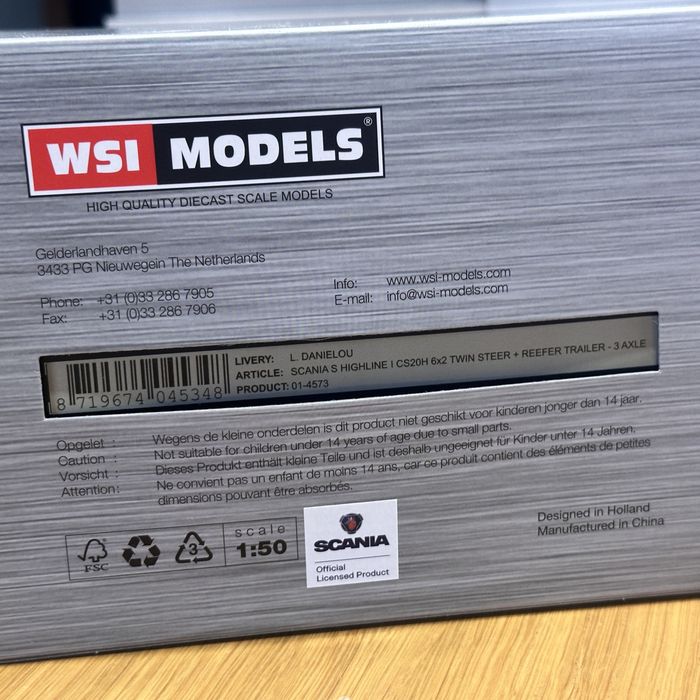 WSI MODELS®
HIGH QUALITY DIECAST SCALE MODELS
Gelderlandhaven 5
3433 PG Nieuwegein The Netherlands
Phone: +31 (0)33 286 7905
Fax: +31 (0)33 286 7906
Info: www.wsi-models.com
E-mail: info@wsi-models.com
8 719674 045348
LIVERY: L. DANIELOU
ARTICLE: SCANIA S HIGHLINE I CS20H 6x2 TWIN STEER + REEFER TRAILER - 3 AXLE
PRODUCT: 01-4573
Opgelet : Wegens de kleine onderdelen is dit product niet geschikt voor kinderen jonger dan 14 jaar.
Caution : Not suitable for children under 14 years of age due to small parts.
Vorsicht : Dieses Produkt enthält kleine Teile und ist deshalb ungeeignet für Kinder unter 14 Jahren.
Attention: Ne convient pas un enfant de moins 14 ans, car ce produit contient des éléments de petites
dimensions pouvant être absorbés.
FSC
3
scale
1:50
SCANIA
Official
Licensed Product
Designed in Holland
Manufactured in China